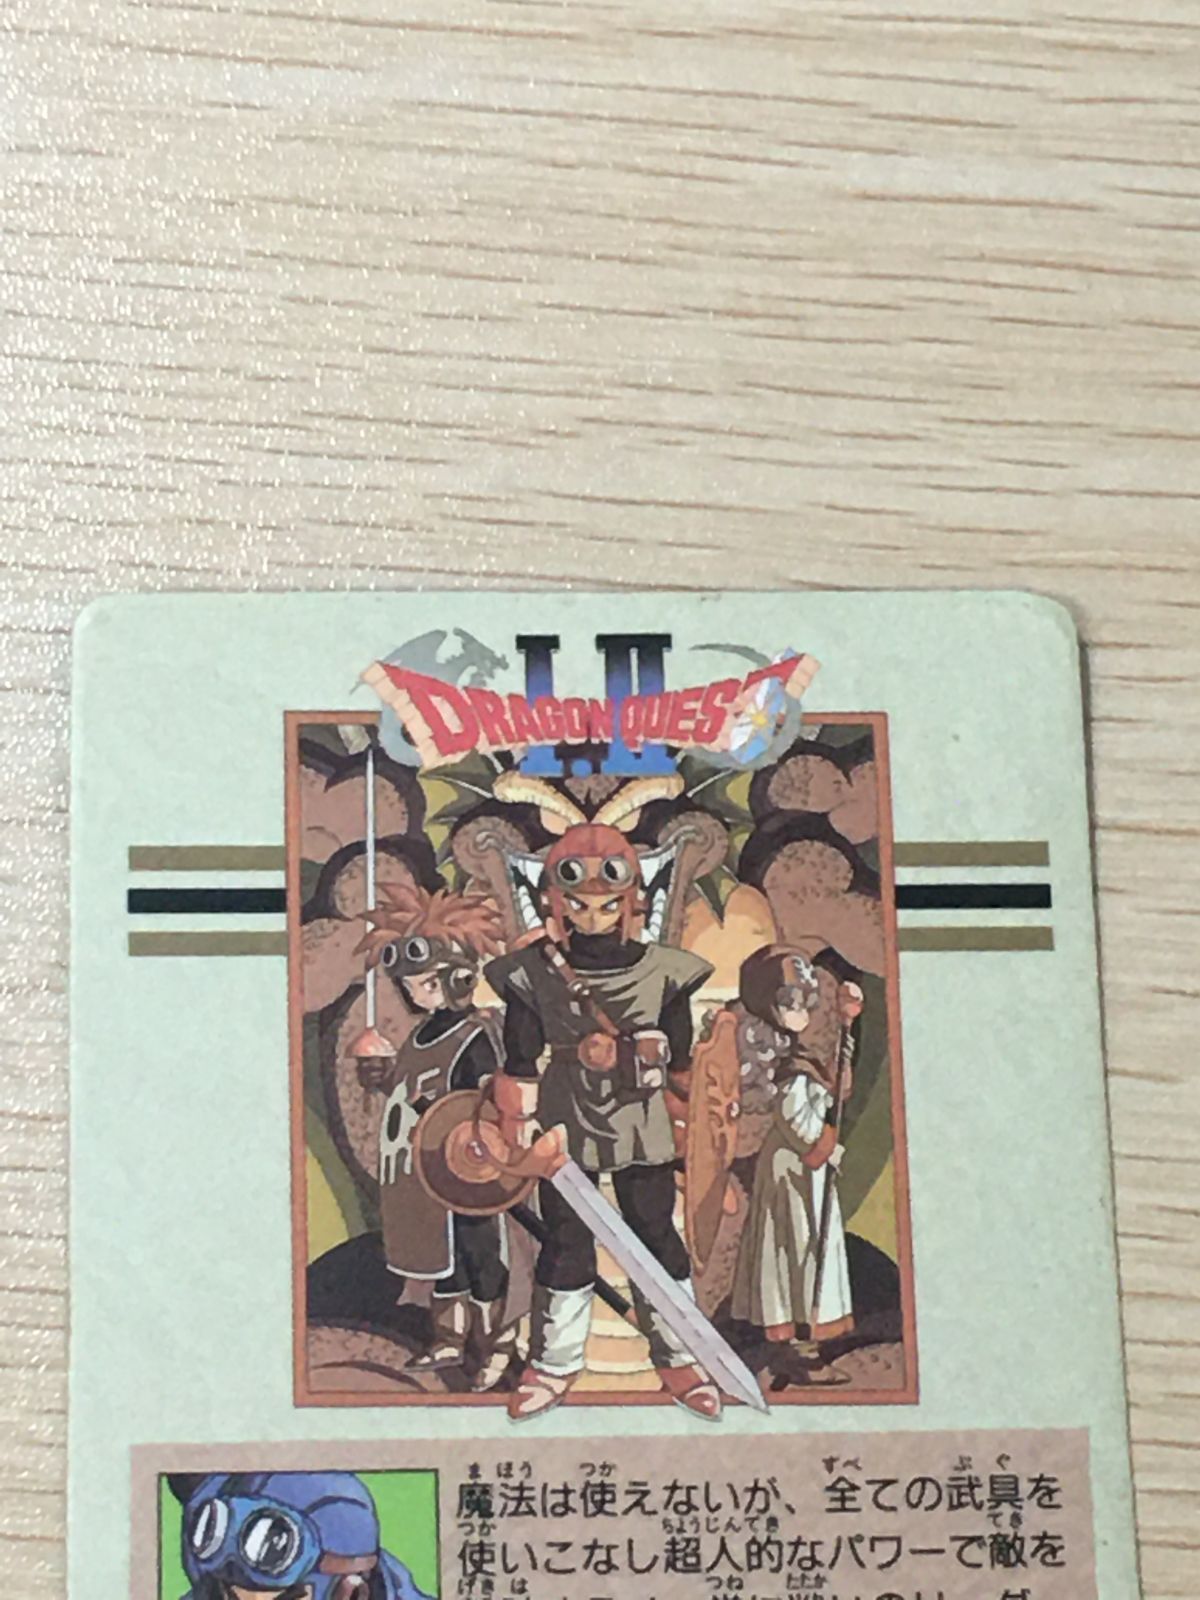 I・II
DRAGON QUEST
魔法は使えないが、全ての武具を
使いこなし超人的なパワーで敵を